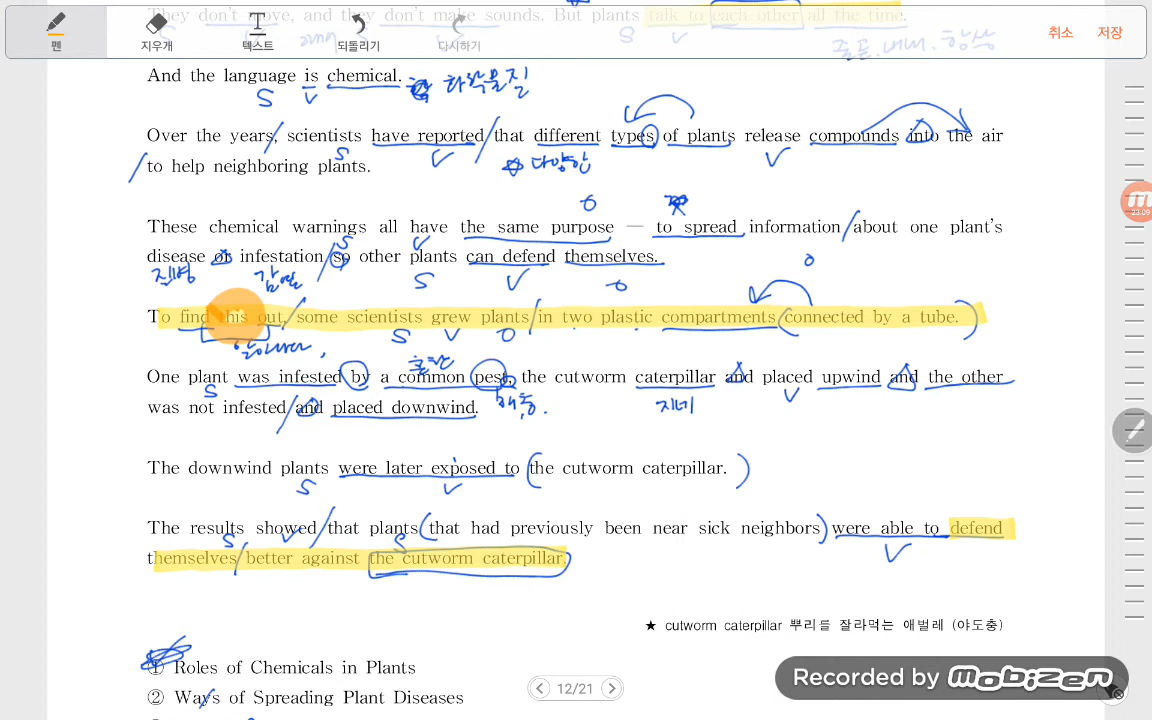 They don't move, and they don't make sounds. But plants talk to each other all the time.
펜
지우개
텍스트
되돌리기
다시하기
취소
저장
S
V
And the language is chemical. 화학물질
S V
Over the years, scientists have reported that different types of plants release compounds into the air
S V 다양한 V
to help neighboring plants.
These chemical warnings all have the same purpose — to spread information about one plant's
S V
disease or infestation so other plants can defend themselves.
질병 감염 S V
To find this out, some scientists grew plants in two plastic compartments connected by a tube.
알아내다, S V O
One plant was infested by a common pest, the cutworm caterpillar and placed upwind and the other
S V
was not infested and placed downwind.
해충. 지네
The downwind plants were later exposed to (the cutworm caterpillar.)
S V
The results showed that plants (that had previously been near sick neighbors) were able to defend
S V S V
themselves better against the cutworm caterpillar.
★ cutworm caterpillar 뿌리를 잘라먹는 애벌레 (야도충)
① Roles of Chemicals in Plants
② Ways of Spreading Plant Diseases
12/21
23:09
Recorded by mobizen